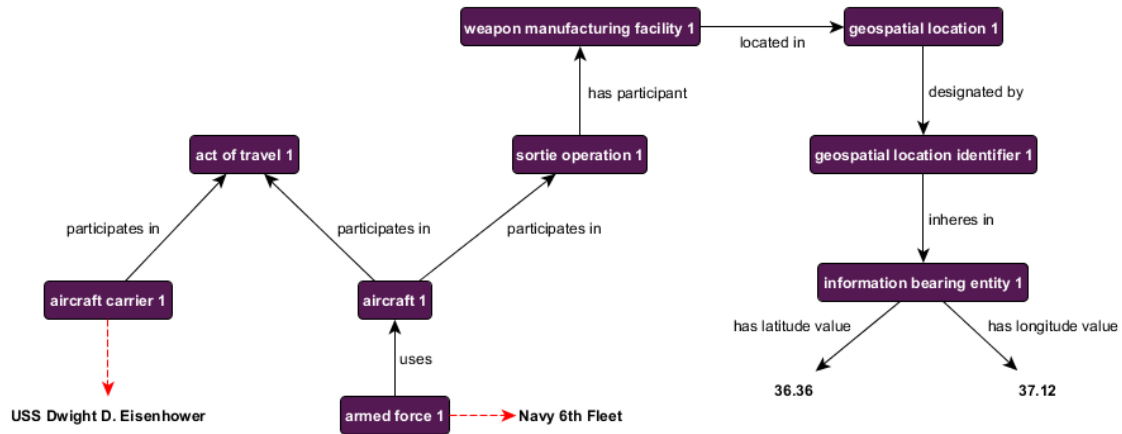 weapon manufacturing facility 1
located in
geospatial location 1
has participant
designated by
act of travel 1
sortie operation 1
geospatial location identifier 1
participates in
participates in
participates in
inheres in
aircraft carrier 1
aircraft 1
information bearing entity 1
has latitude value
has longitude value
uses
36.36
37.12
USS Dwight D. Eisenhower
armed force 1
Navy 6th Fleet